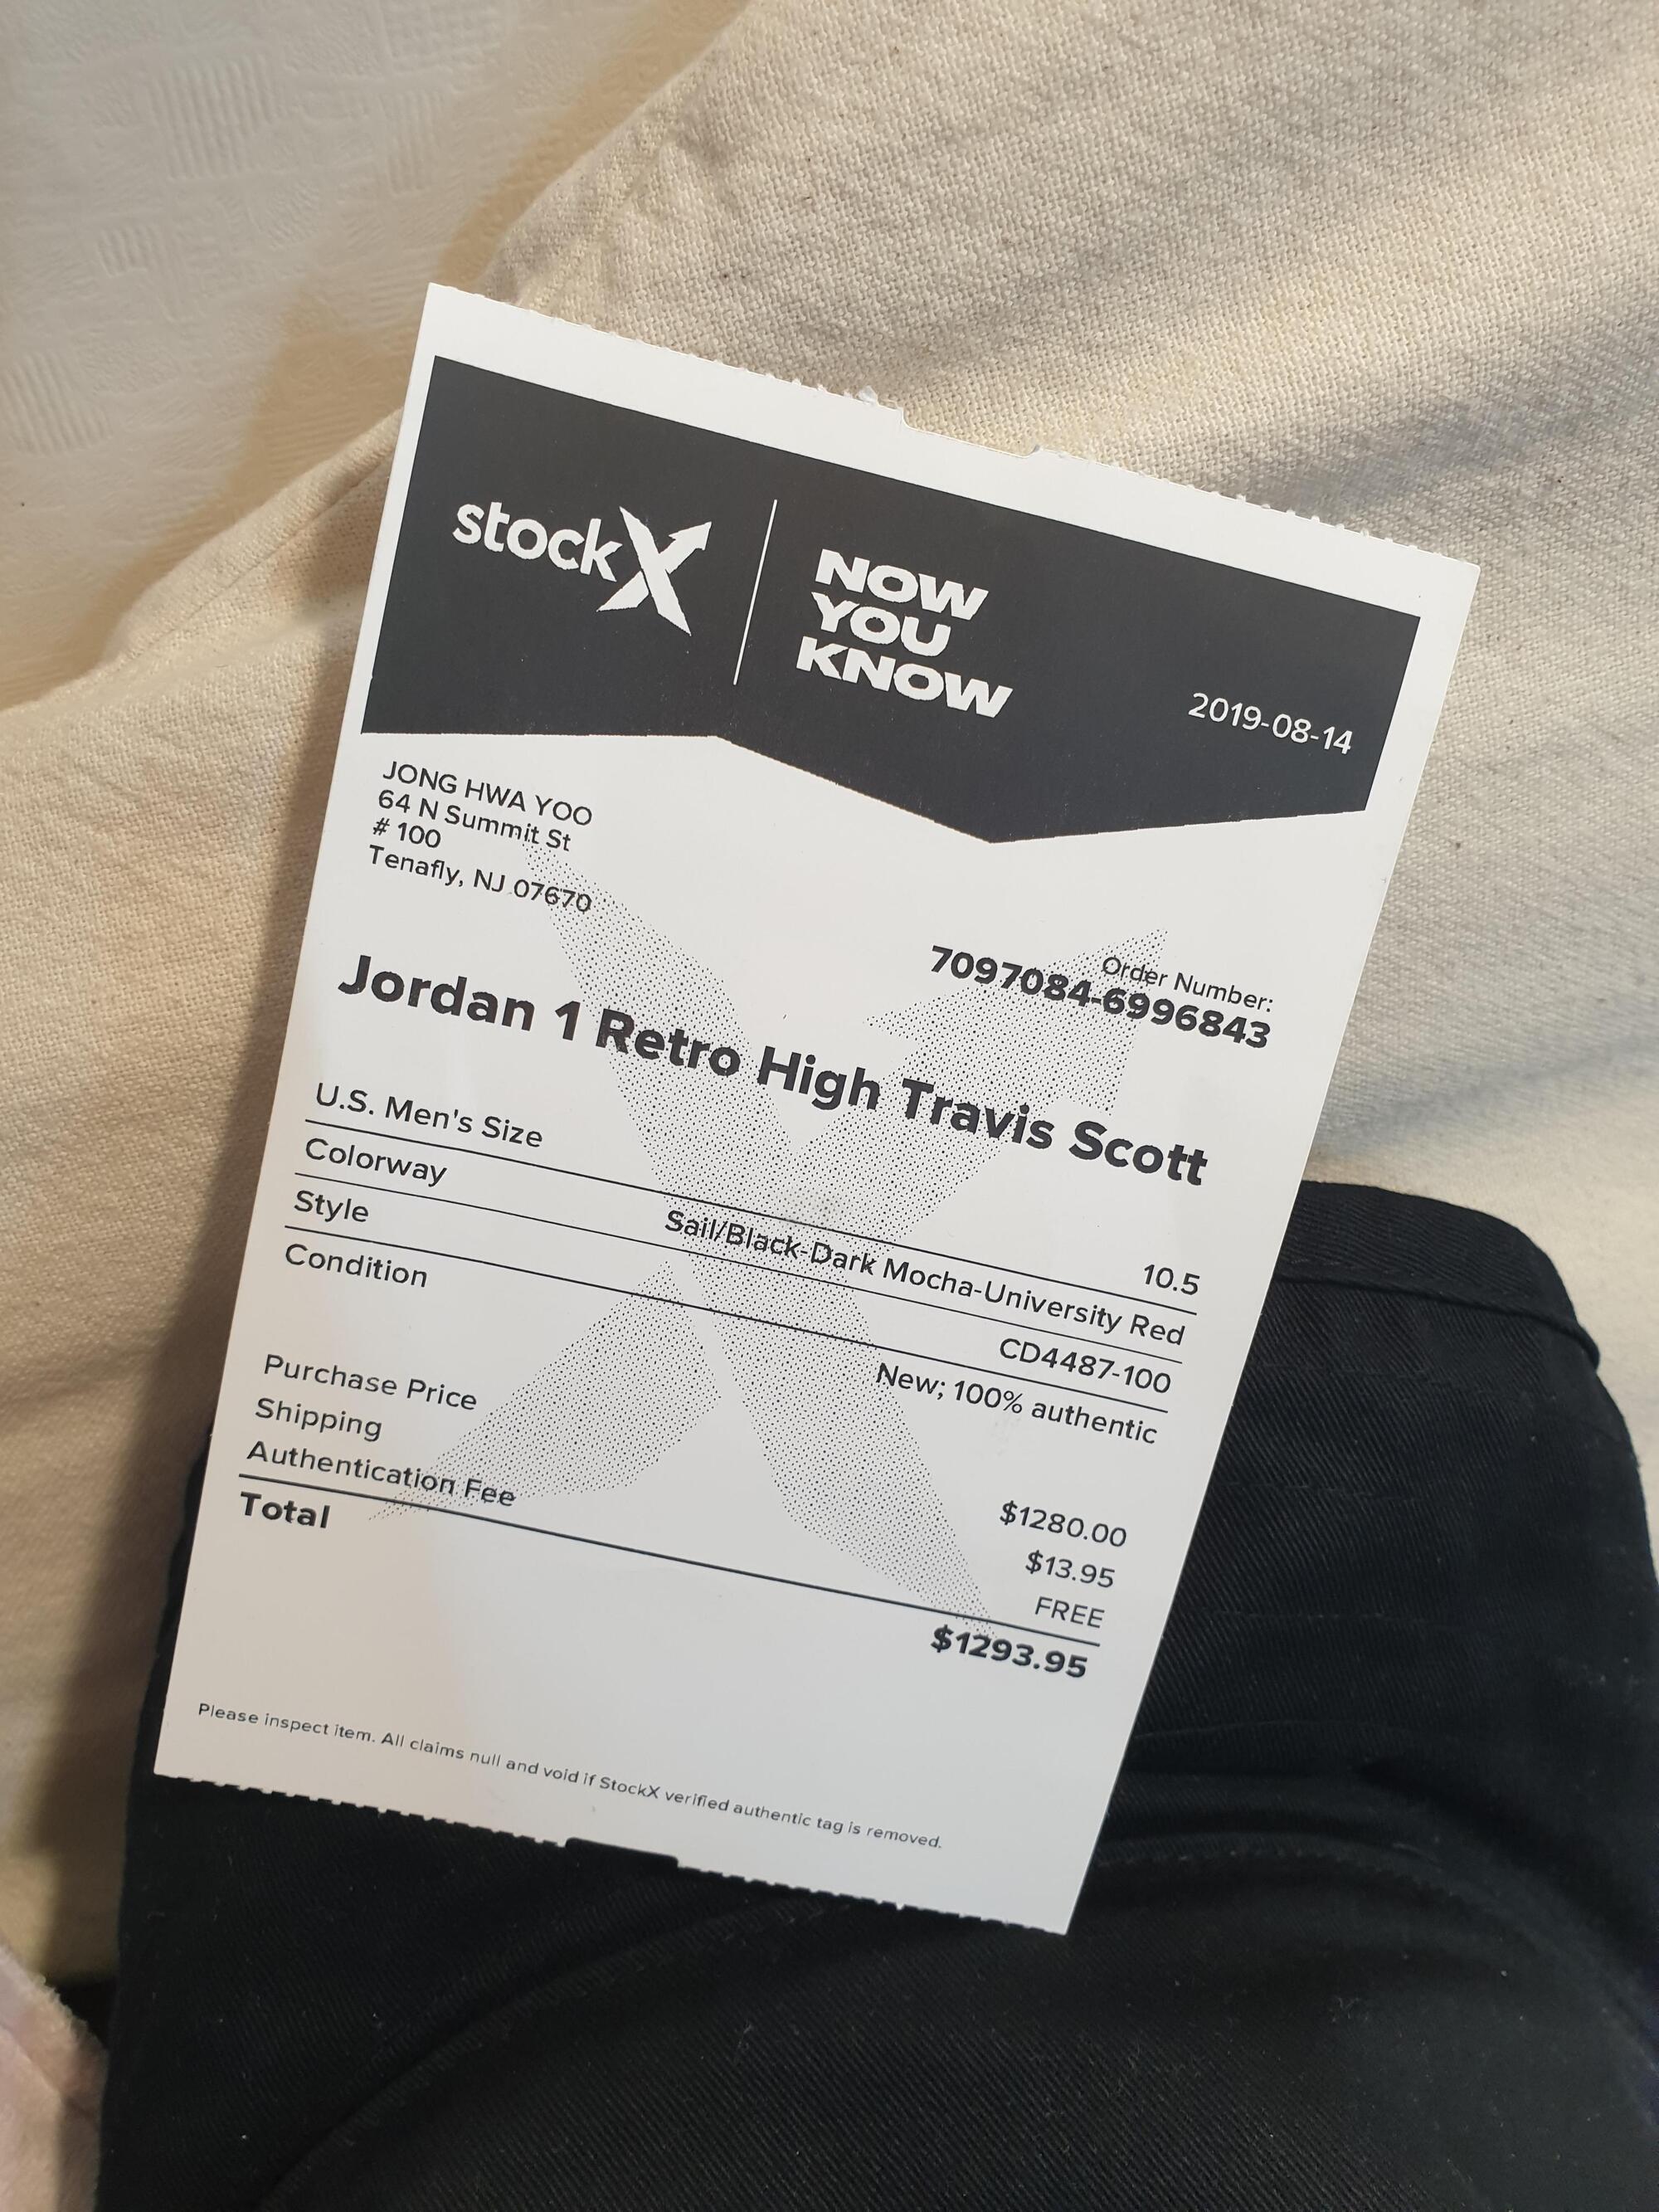 stockX
NOW
YOU
KNOW
2019-08-14
JONG HWA YOO
64 N Summit St
# 100
Tenafly, NJ 07670
Order Number:
7097084-6996843
Jordan 1 Retro High Travis Scott
U.S. Men's Size 10.5
Colorway Sail/Black-Dark Mocha-University Red
Style CD4487-100
Condition New; 100% authentic
Purchase Price $1280.00
Shipping $13.95
Authentication Fee FREE
Total $1293.95
Please inspect item. All claims null and void if StockX verified authentic tag is removed.